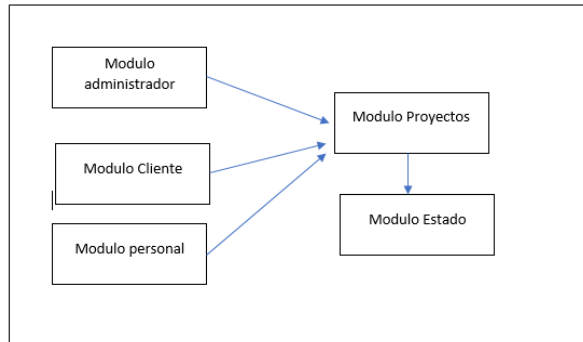 Modulo
administrador
Modulo Proyectos
Modulo Cliente
Modulo Estado
Modulo personal